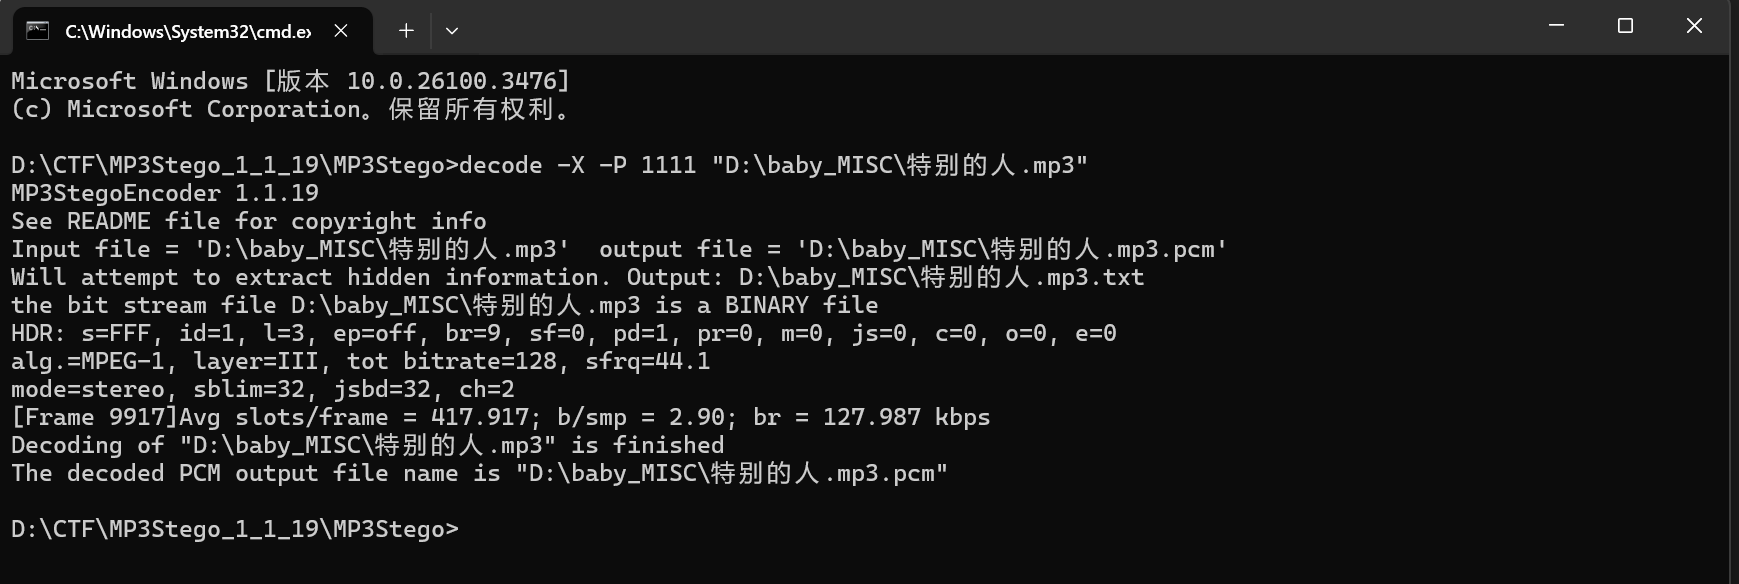 C:\Windows\System32\cmd.ex
Microsoft Windows [版本 10.0.26100.3476]
(c) Microsoft Corporation。保留所有权利。
D:\CTF\MP3Stego_1_1_19\MP3Stego>decode -X -P 1111 "D:\baby_MISC\特别的人.mp3"
MP3StegoEncoder 1.1.19
See README file for copyright info
Input file = 'D:\baby_MISC\特别的人.mp3'  output file = 'D:\baby_MISC\特别的人.mp3.pcm'
Will attempt to extract hidden information. Output: D:\baby_MISC\特别的人.mp3.txt
the bit stream file D:\baby_MISC\特别的人.mp3 is a BINARY file
HDR: s=FFF, id=1, l=3, ep=off, br=9, sf=0, pd=1, pr=0, m=0, js=0, c=0, o=0, e=0
alg.=MPEG-1, layer=III, tot bitrate=128, sfrq=44.1
mode=stereo, sblim=32, jsbd=32, ch=2
[Frame 9917]Avg slots/frame = 417.917; b/smp = 2.90; br = 127.987 kbps
Decoding of "D:\baby_MISC\特别的人.mp3" is finished
The decoded PCM output file name is "D:\baby_MISC\特别的人.mp3.pcm"
D:\CTF\MP3Stego_1_1_19\MP3Stego>